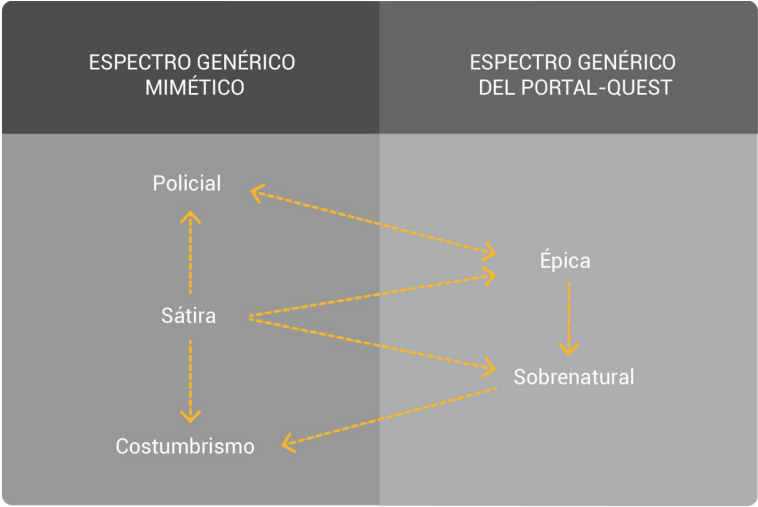 ESPECTRO GENÉRICO
MIMÉTICO
ESPECTRO GENÉRICO
DEL PORTAL-QUEST
Policial
Sátira
Costumbrismo
Épica
Sobrenatural